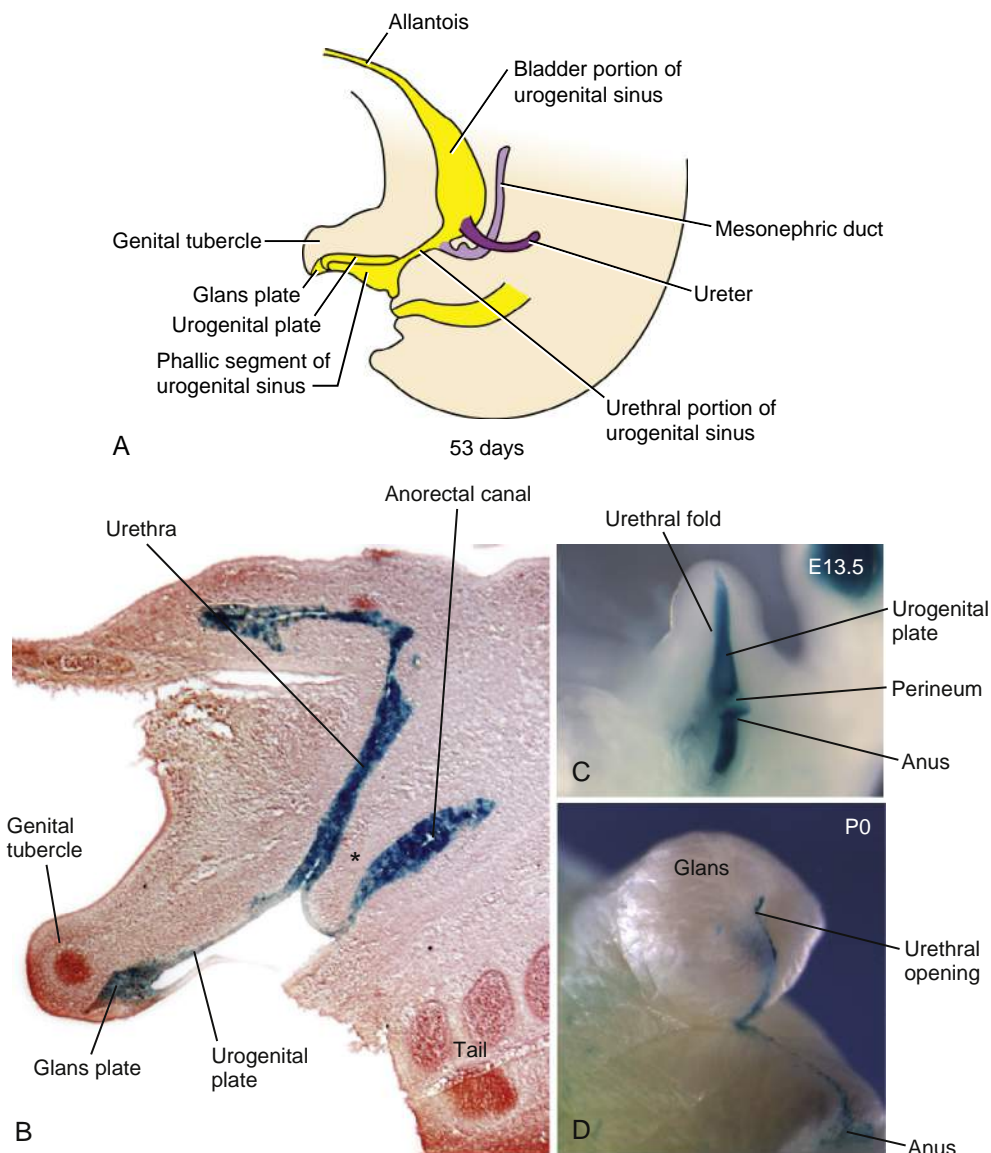 Allantois
Bladder portion of
urogenital sinus
Genital tubercle
Mesonephric duct
Glans plate
Urogenital plate
Ureter
Phallic segment of
urogenital sinus
Urethral portion of
urogenital sinus
A
53 days
Anorectal canal
Urethra
*
Genital
tubercle
Glans plate
Urogenital
plate
Tail
B
Urethral fold
E13.5
Urogenital
plate
Perineum
Anus
C
P0
Glans
Urethral
opening
D
Anus